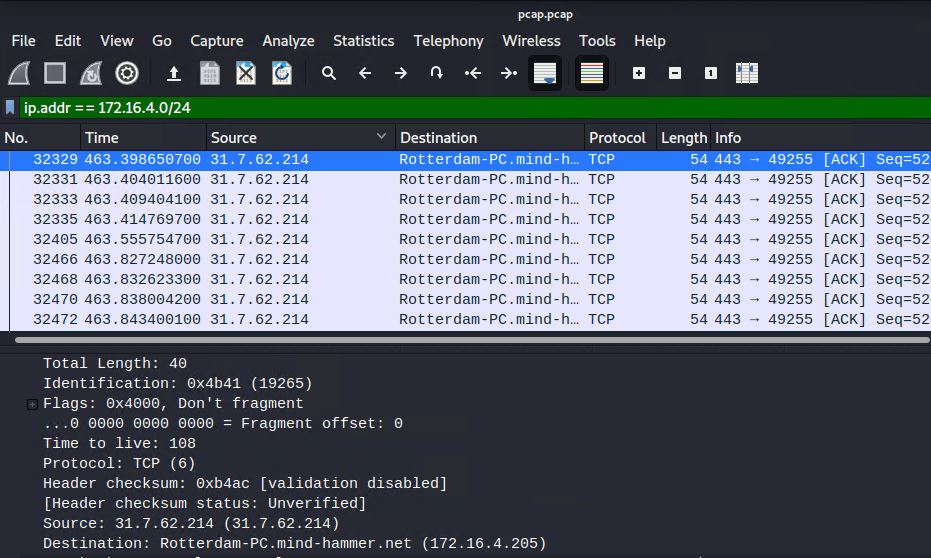 pcap.pcap
File Edit View Go Capture Analyze Statistics Telephony Wireless Tools Help
ip.addr == 172.16.4.0/24
No. Time Source Destination Protocol Length Info
32329 463.398650700 31.7.62.214 Rotterdam-PC.mind-h… TCP 54 443 → 49255 [ACK] Seq=52
32331 463.404011600 31.7.62.214 Rotterdam-PC.mind-h… TCP 54 443 → 49255 [ACK] Seq=52
32333 463.409404100 31.7.62.214 Rotterdam-PC.mind-h… TCP 54 443 → 49255 [ACK] Seq=52
32335 463.414769700 31.7.62.214 Rotterdam-PC.mind-h… TCP 54 443 → 49255 [ACK] Seq=52
32405 463.555754700 31.7.62.214 Rotterdam-PC.mind-h… TCP 54 443 → 49255 [ACK] Seq=52
32466 463.827248000 31.7.62.214 Rotterdam-PC.mind-h… TCP 54 443 → 49255 [ACK] Seq=52
32468 463.832623300 31.7.62.214 Rotterdam-PC.mind-h… TCP 54 443 → 49255 [ACK] Seq=52
32470 463.838004200 31.7.62.214 Rotterdam-PC.mind-h… TCP 54 443 → 49255 [ACK] Seq=52
32472 463.843400100 31.7.62.214 Rotterdam-PC.mind-h… TCP 54 443 → 49255 [ACK] Seq=52
Total Length: 40
Identification: 0x4b41 (19265)
Flags: 0x4000, Don't fragment
...0 0000 0000 0000 = Fragment offset: 0
Time to live: 108
Protocol: TCP (6)
Header checksum: 0xb4ac [validation disabled]
[Header checksum status: Unverified]
Source: 31.7.62.214 (31.7.62.214)
Destination: Rotterdam-PC.mind-hammer.net (172.16.4.205)